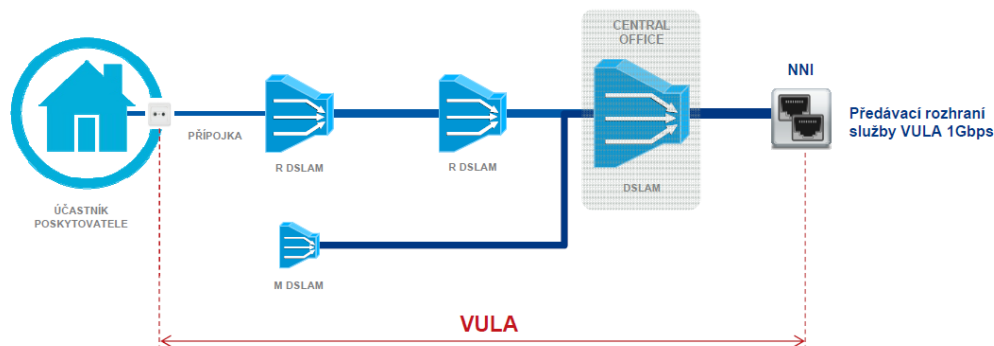 CENTRAL
OFFICE
NNI
Předávací rozhraní
služby VULA 1Gbps
PŘÍPOJKA
R DSLAM
R DSLAM
DSLAM
ÚČASTNÍK
POSKYTOVATELE
M DSLAM
VULA